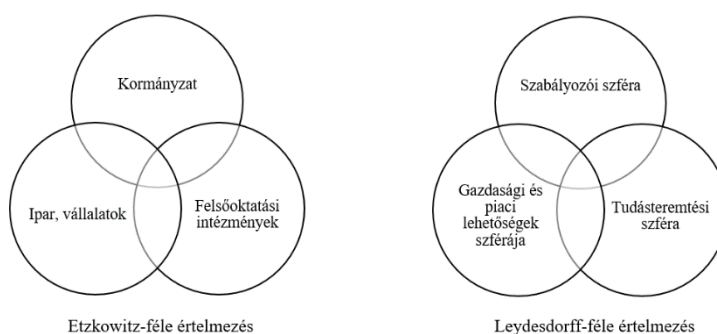 Kormányzat
Ipar, vállalatok
Felsőoktatási
intézmények
Etzkowitz-féle értelmezés
Szabályozói szféra
Gazdasági és
piaci
lehetőségek
szférája
Tudásteremtési
szféra
Leydesdorff-féle értelmezés